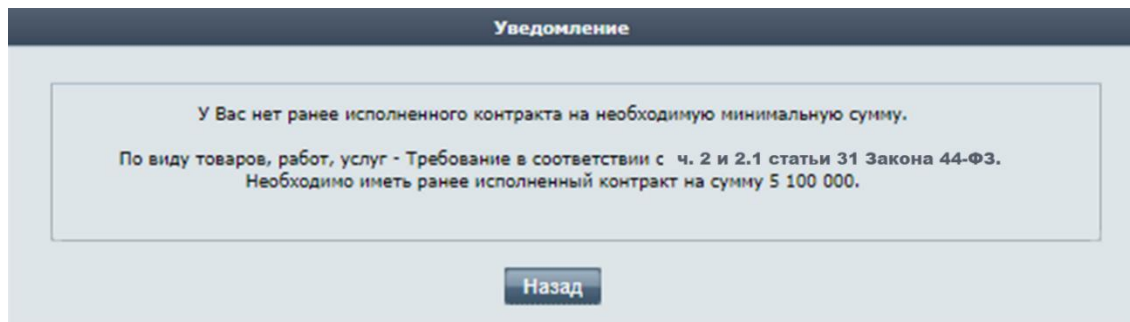 Уведомление
У Вас нет ранее исполненного контракта на необходимую минимальную сумму.
По виду товаров, работ, услуг - Требование в соответствии с ч. 2 и 2.1 статьи 31 Закона 44-ФЗ.
Необходимо иметь ранее исполненный контракт на сумму 5 100 000.
Назад